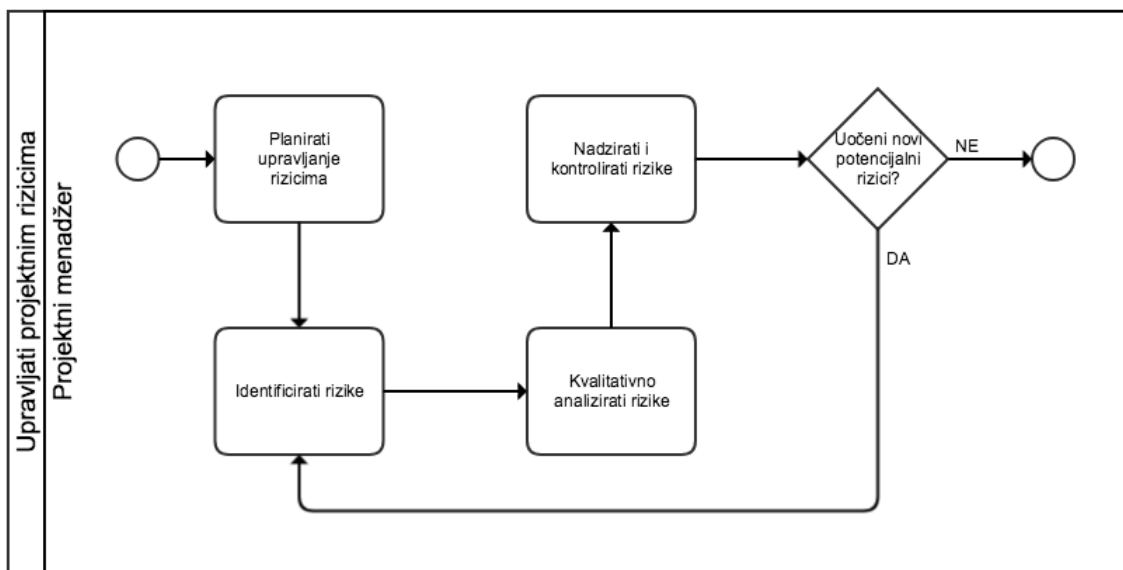 Upravljati projektnim rizicima
Projektni menadžer
Planirati
upravljanje
rizicima
Identificirati rizike
Kvalitativno
analizirati rizike
Nadzirati i
kontrolirati rizike
Uočeni novi
potencijalni
rizici?
NE
DA